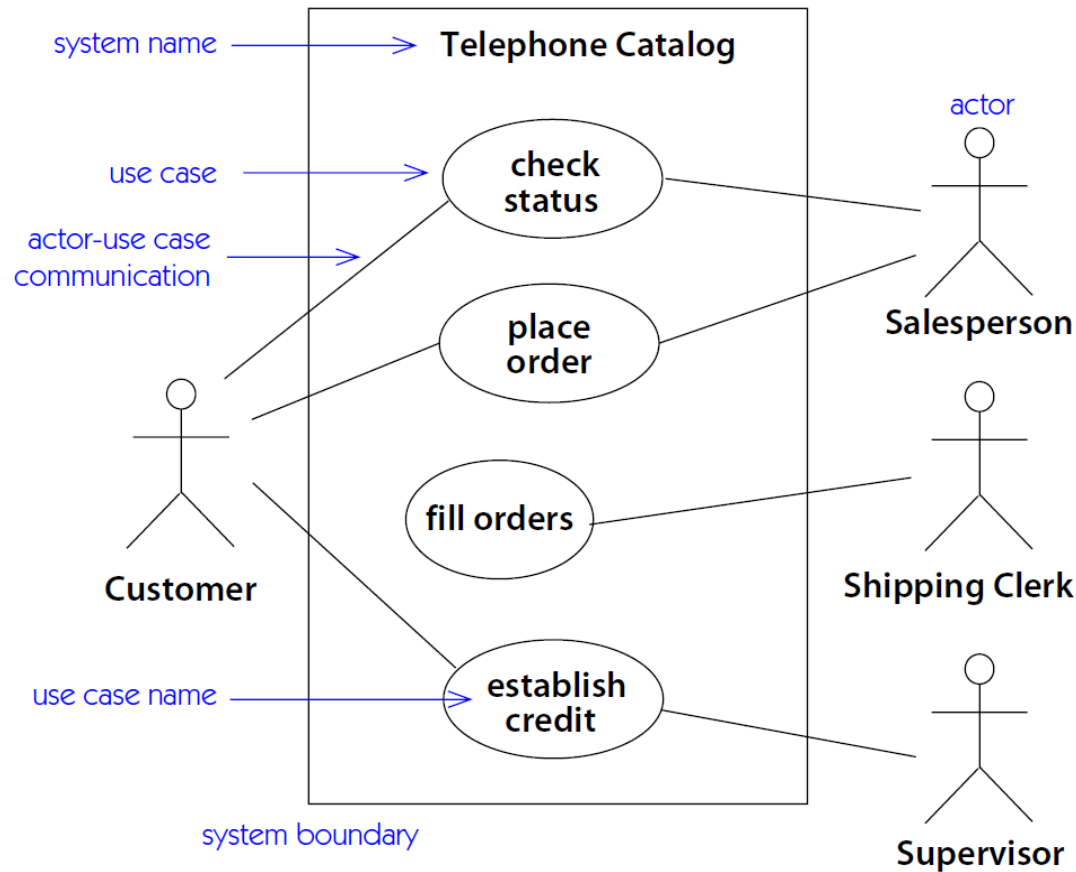 system name
Telephone Catalog
actor
use case
check
status
actor-use case
communication
place
order
Salesperson
fill orders
Customer
Shipping Clerk
use case name
establish
credit
system boundary
Supervisor